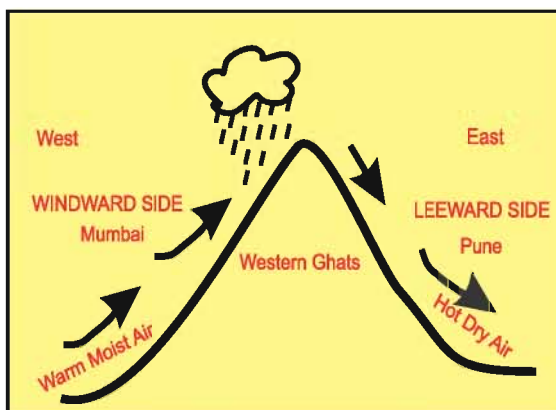 West
East
WINDWARD SIDE
Mumbai
LEEWARD SIDE
Pune
Western Ghats
Warm Moist Air
Hot Dry Air